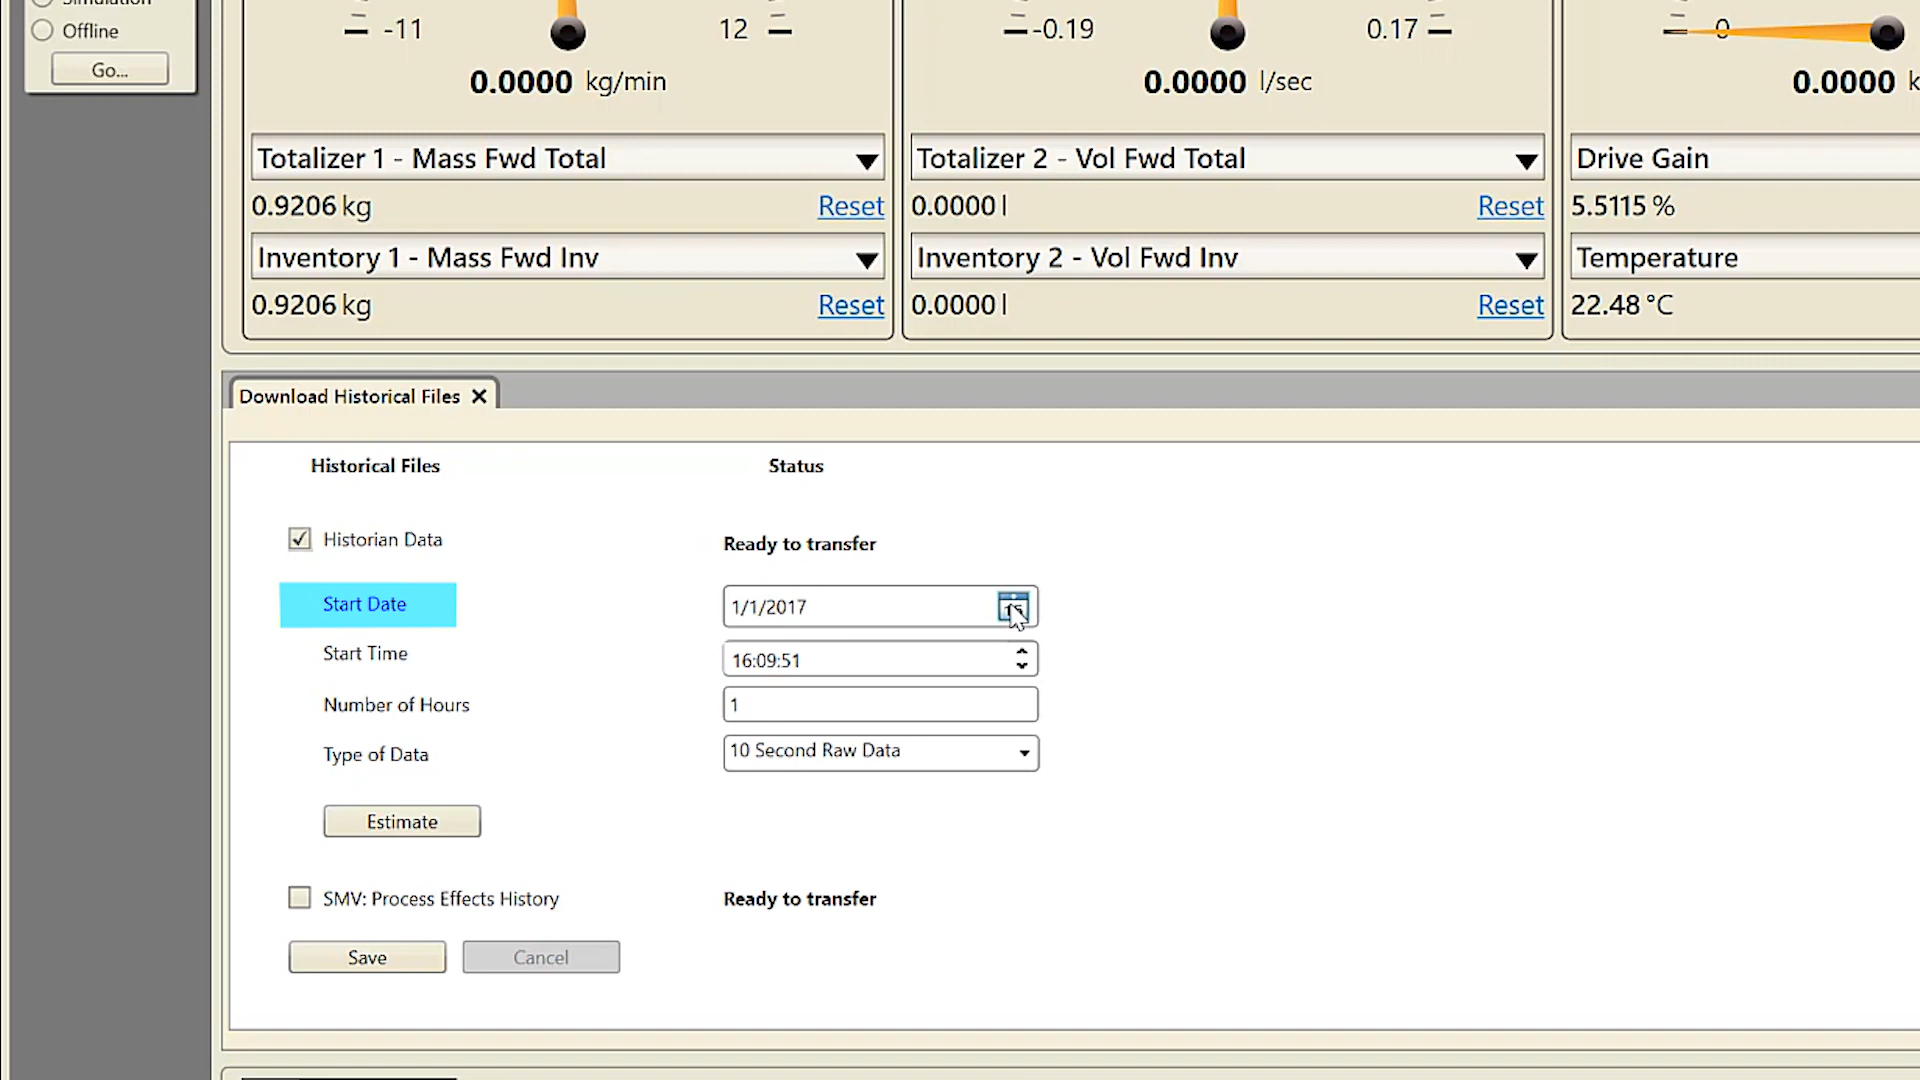 Simulation
Offline
Go...
-11
12
0.0000 kg/min
Totalizer 1 - Mass Fwd Total
0.9206 kg
Reset
Inventory 1 - Mass Fwd Inv
0.9206 kg
Reset
-0.19
0.17
0.0000 l/sec
Totalizer 2 - Vol Fwd Total
0.0000 l
Reset
Inventory 2 - Vol Fwd Inv
0.0000 l
Reset
0
0.0000 k
Drive Gain
5.5115 %
Temperature
22.48 °C
Download Historical Files
Historical Files
Status
Historian Data
Ready to transfer
Start Date
1/1/2017
Start Time
16:09:51
Number of Hours
1
Type of Data
10 Second Raw Data
Estimate
SMV: Process Effects History
Ready to transfer
Save
Cancel